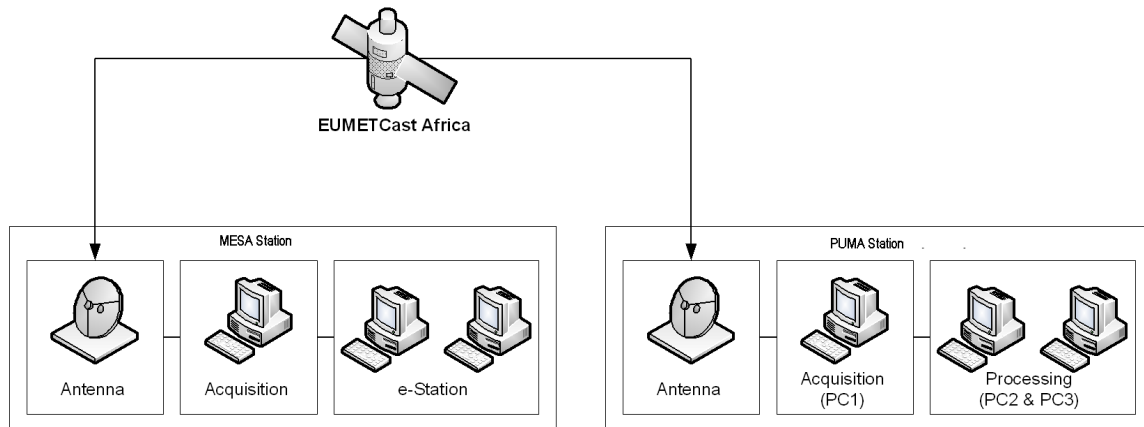 EUMETCast Africa
MESA Station
Antenna
Acquisition
e-Station
PUMA Station
Antenna
Acquisition
(PC1)
Processing
(PC2 & PC3)